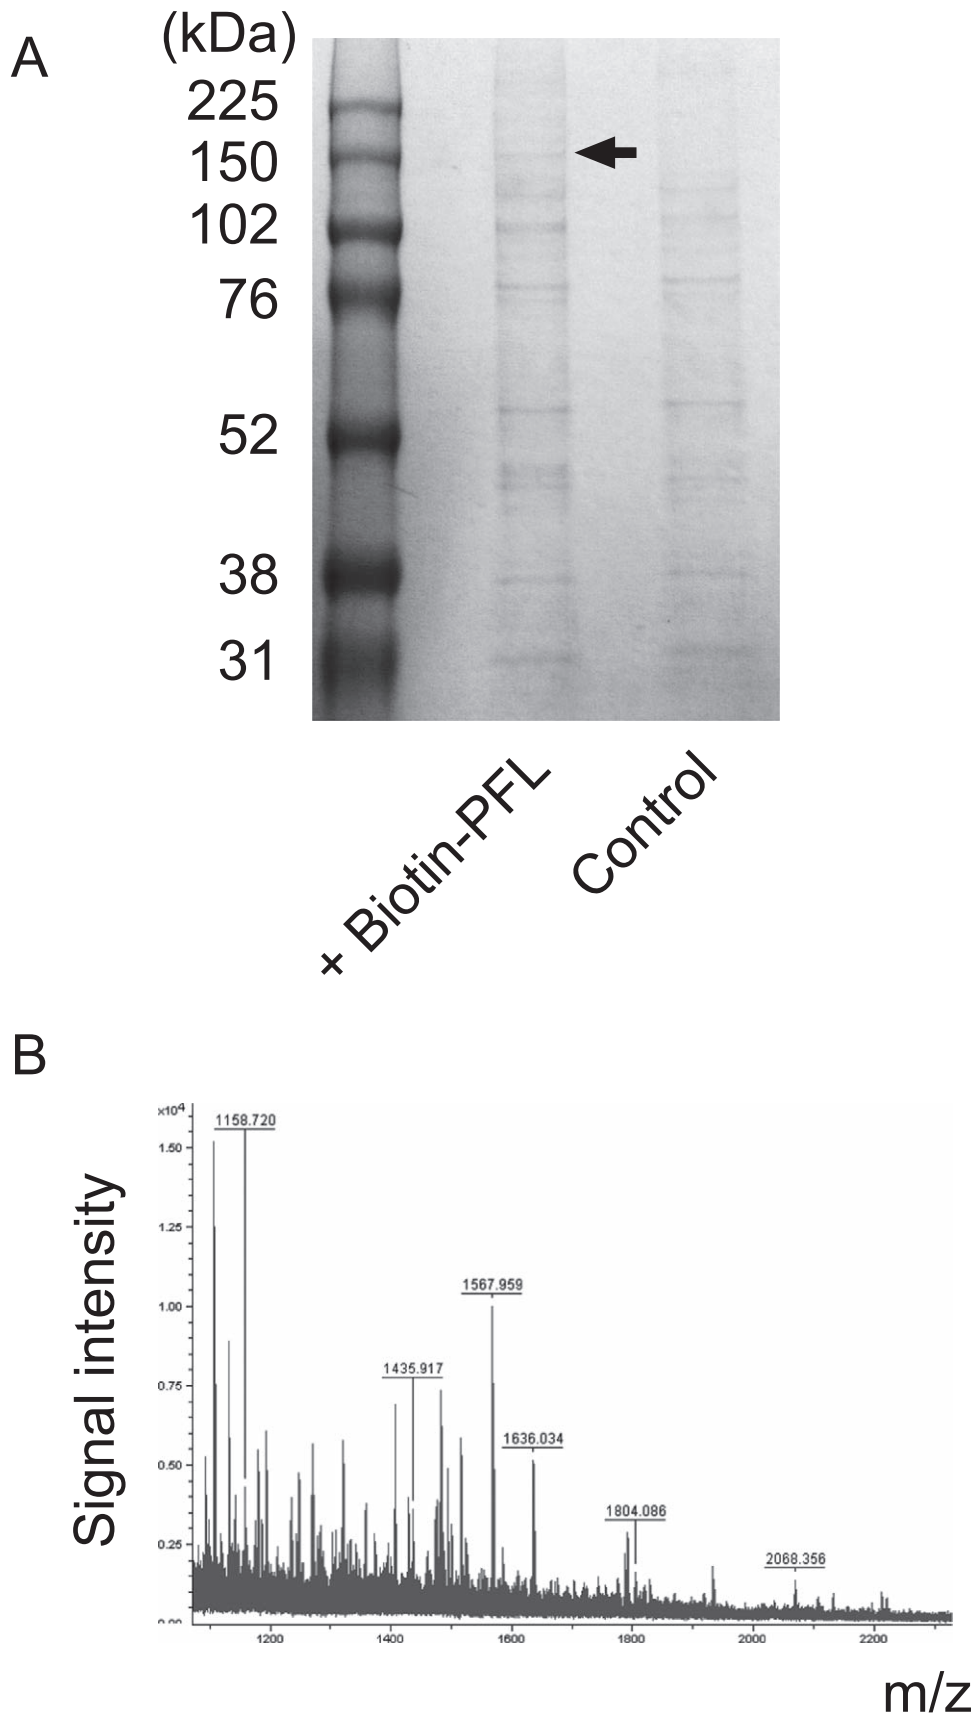 A
(kDa)
225
150
102
76
52
38
31
+ Biotin-PFL
Control
B
x10⁴
1158.720
1.50
1.25
1567.959
1.00
1435.917
0.75
1636.034
0.50
1804.086
0.25
2068.356
0.00
1200 1400 1600 1800 2000 2200
Signal intensity
m/z